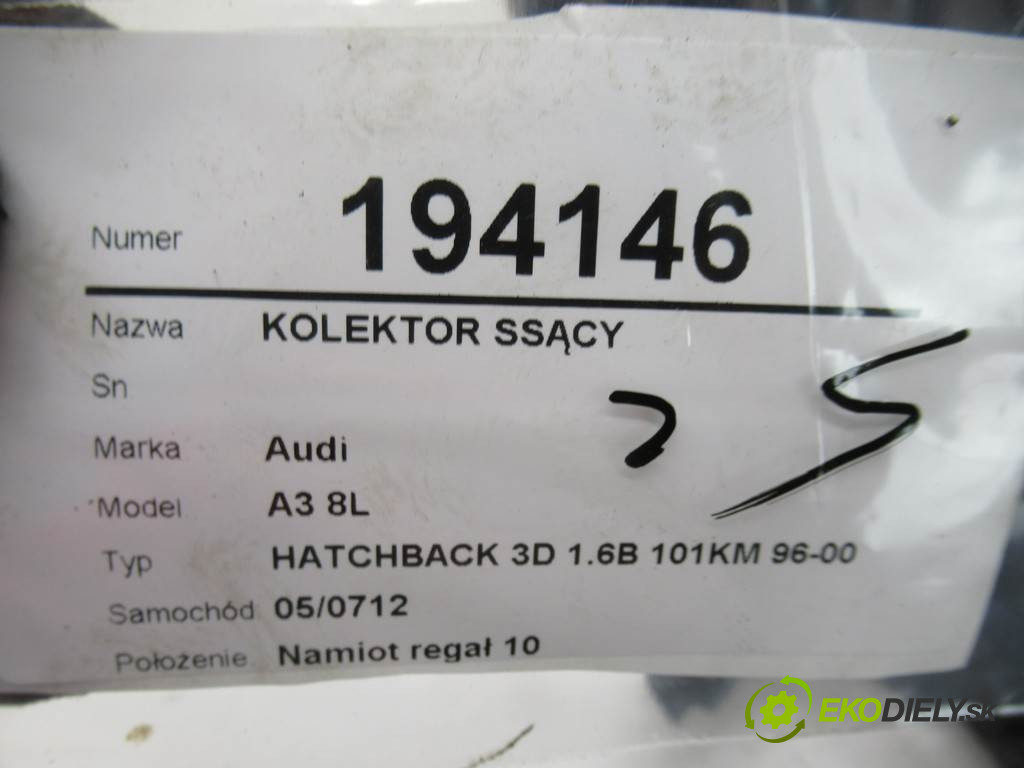 Numer 194146
Nazwa KOLEKTOR SSĄCY
Sn
Marka Audi
Model A3 8L
Typ HATCHBACK 3D 1.6B 101KM 96-00
Samochód 05/0712
Położenie Namiot regał 10
EKODIELY.SK